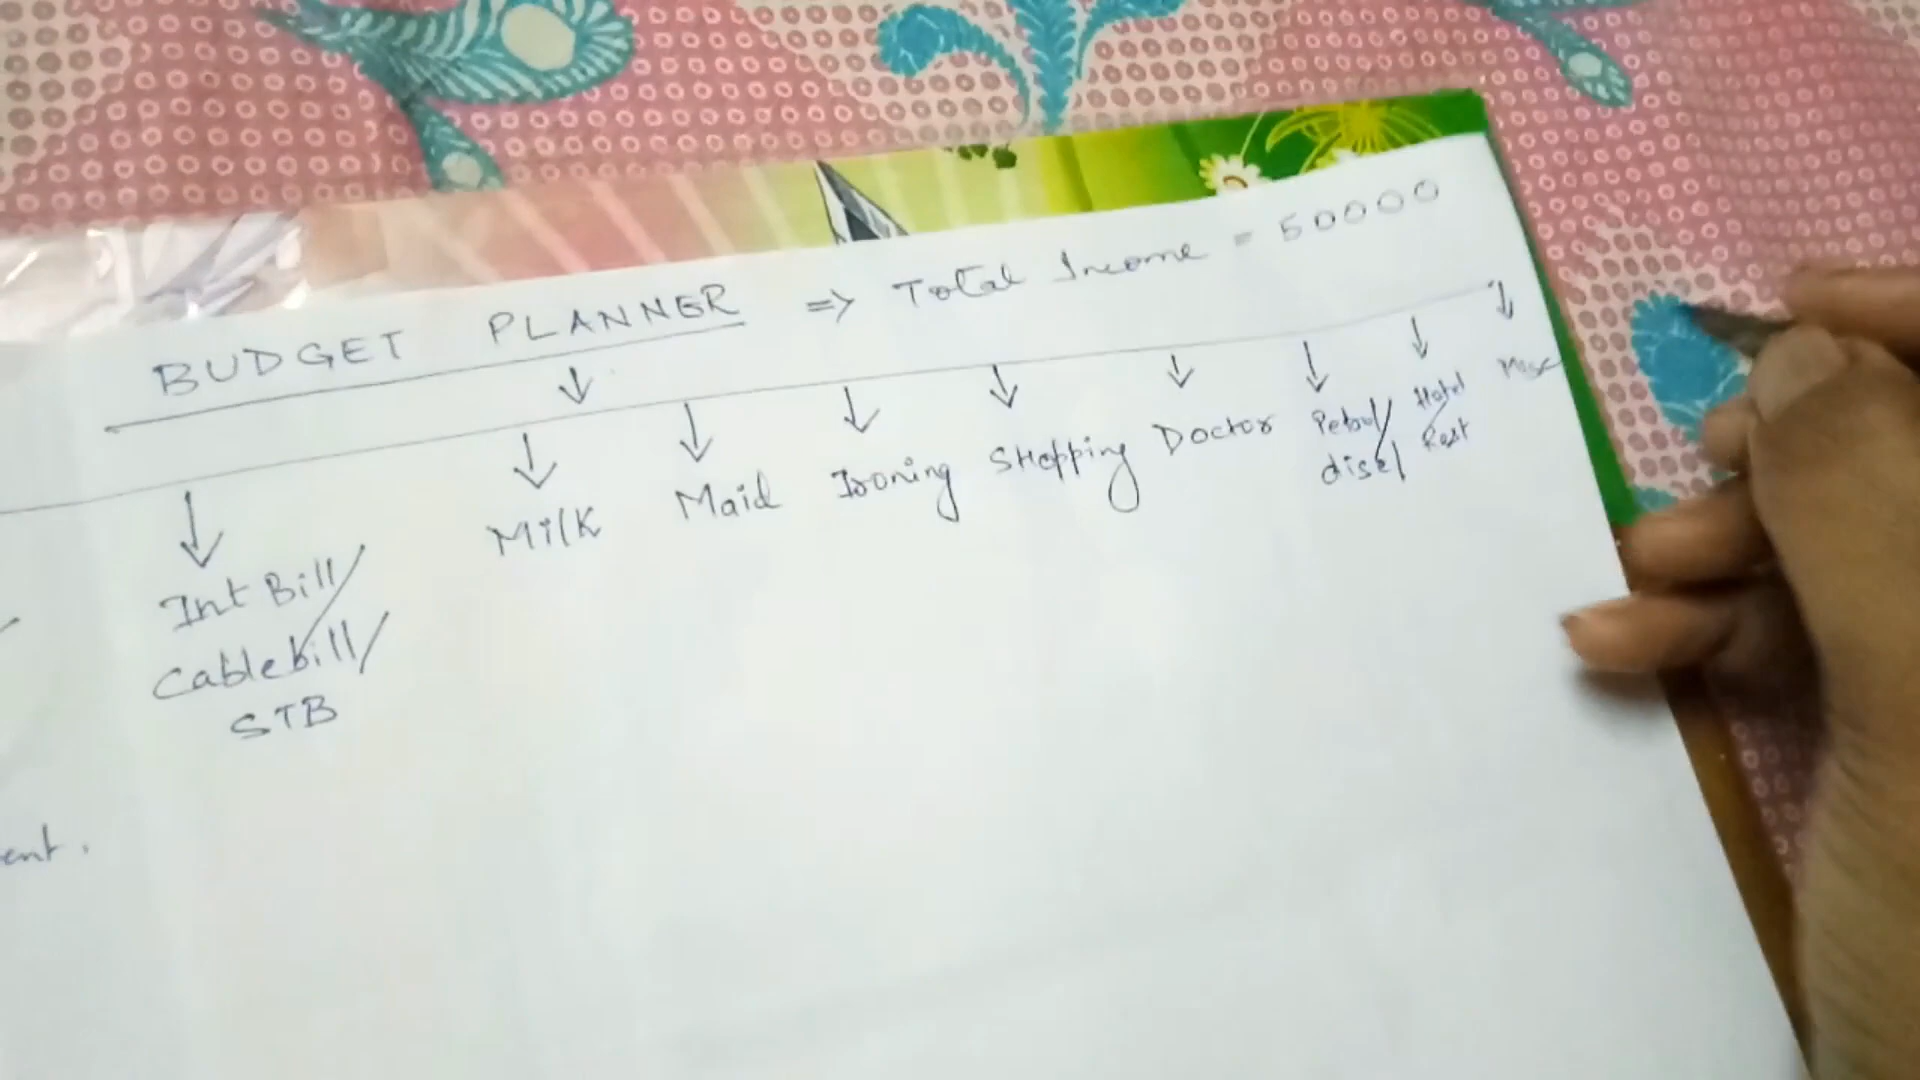 BUDGET PLANNER => Total Income = 50000
Int Bill/
Cablebill/
STB
Milk
Maid
Ironing
Shopping
Doctor
Petrol/
disel
Hotel/
Rest
Misc
ent.